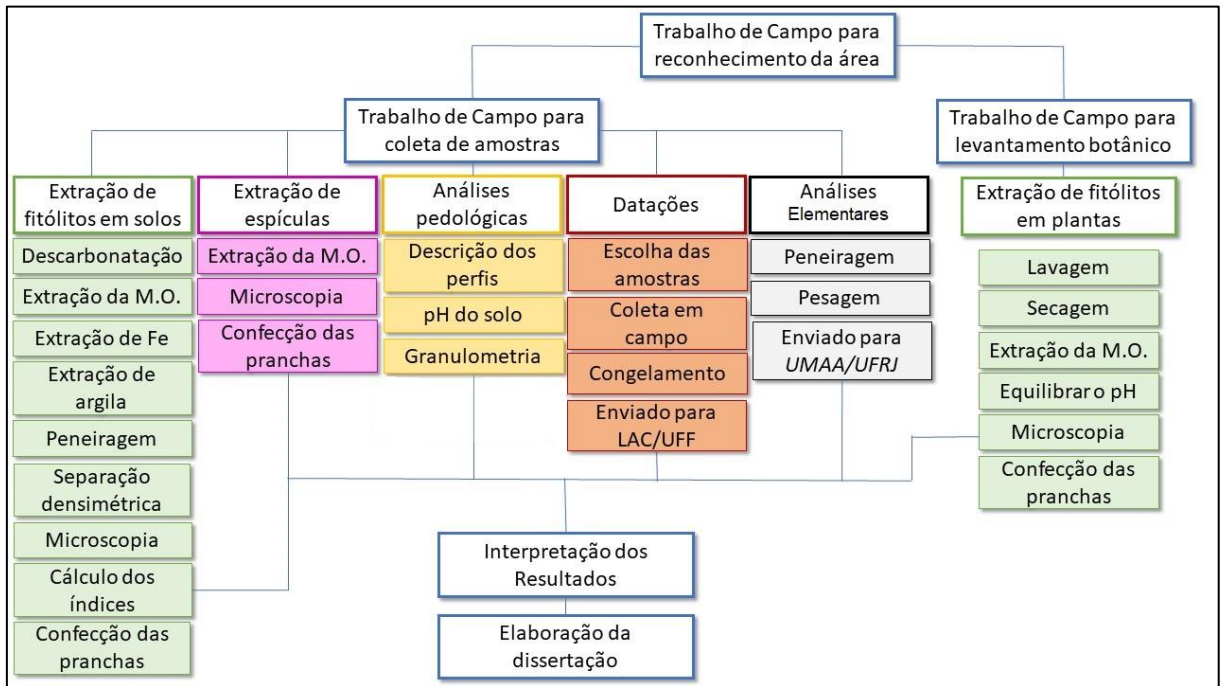 Trabalho de Campo para
reconhecimento da área
Trabalho de Campo para
coleta de amostras
Trabalho de Campo para
levantamento botânico
Extração de
fitólitos em solos
Descarbonatação
Extração da M.O.
Extração de Fe
Extração de
argila
Peneiragem
Separação
densimétrica
Microscopia
Cálculo dos
índices
Confecção das
pranchas
Extração de
espículas
Extração da M.O.
Microscopia
Confecção das
pranchas
Análises
pedológicas
Descrição dos
perfis
pH do solo
Granulometria
Datações
Escolha das
amostras
Coleta em
campo
Congelamento
Enviado para
LAC/UFF
Análises
Elementares
Peneiragem
Pesagem
Enviado para
UMAA/UFRJ
Extração de fitólitos
em plantas
Lavagem
Secagem
Extração da M.O.
Equilibrar o pH
Microscopia
Confecção das
pranchas
Interpretação dos
Resultados
Elaboração da
dissertação